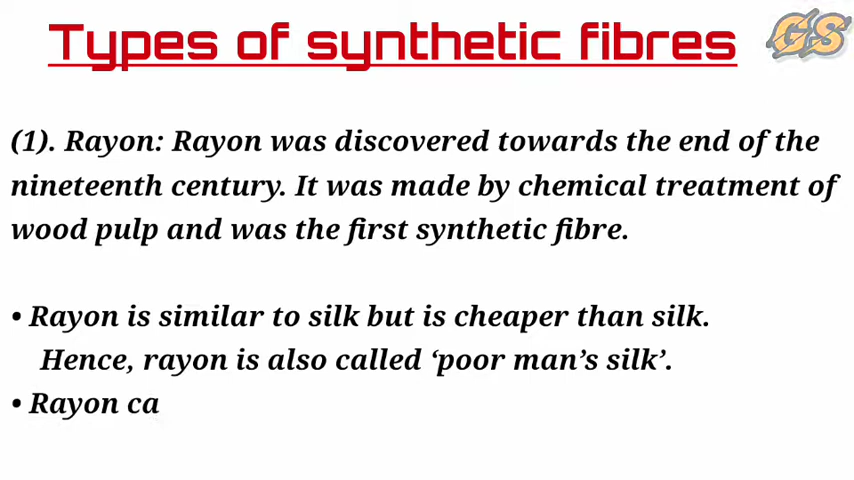 Types of synthetic fibres
GS
(1). Rayon: Rayon was discovered towards the end of the
nineteenth century. It was made by chemical treatment of
wood pulp and was the first synthetic fibre.
• Rayon is similar to silk but is cheaper than silk.
Hence, rayon is also called ‘poor man’s silk’.
• Rayon ca